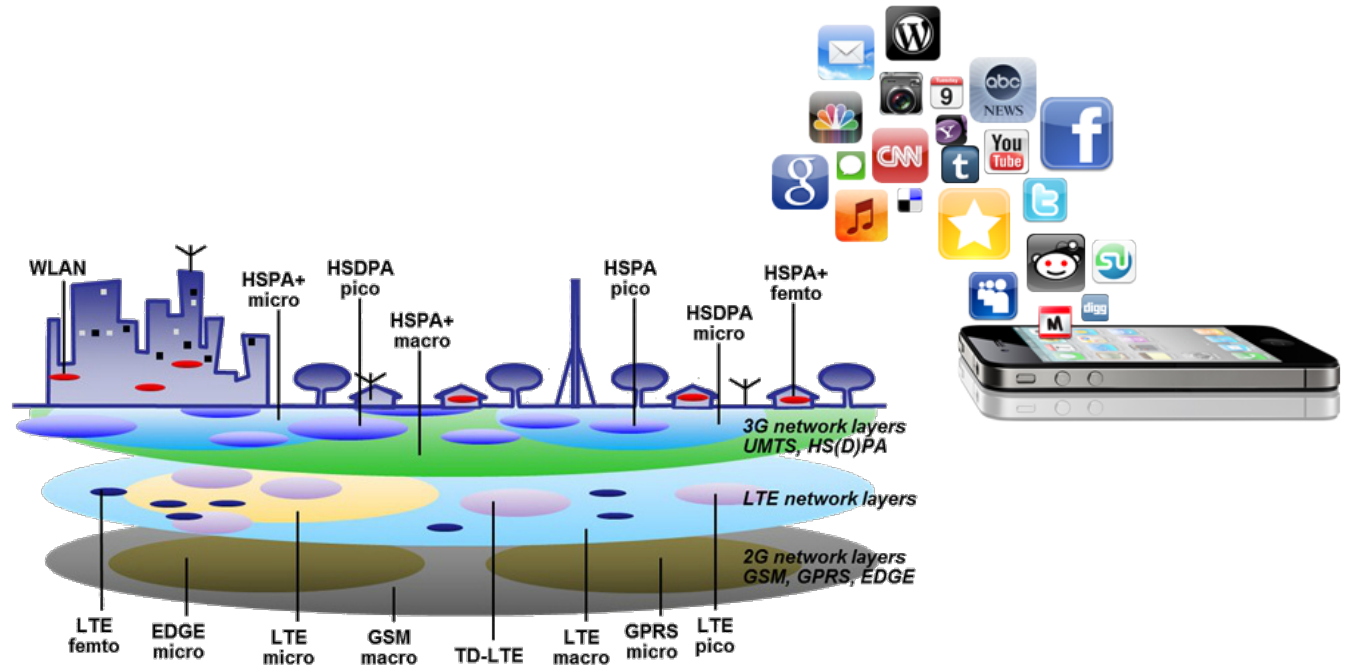 W
Tuesday
9
abc
NEWS
f
Y
CNN
You
Tube
t
g
t
SU
digg
M
WLAN
HSPA+
micro
HSDPA
pico
HSPA+
macro
HSPA
pico
HSDPA
micro
HSPA+
femto
3G network layers
UMTS, HS(D)PA
LTE network layers
2G network layers
GSM, GPRS, EDGE
LTE
femto
EDGE
micro
LTE
micro
GSM
macro
TD-LTE
LTE
macro
GPRS
micro
LTE
pico